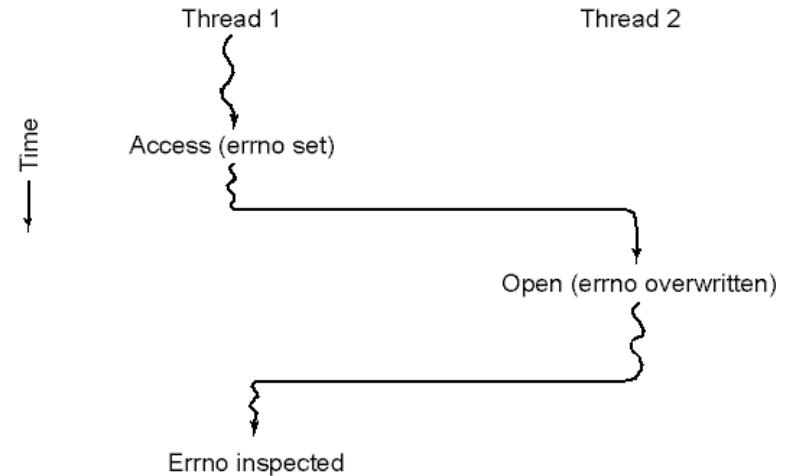 Thread 1
Thread 2
Time
Access (errno set)
Open (errno overwritten)
Errno inspected